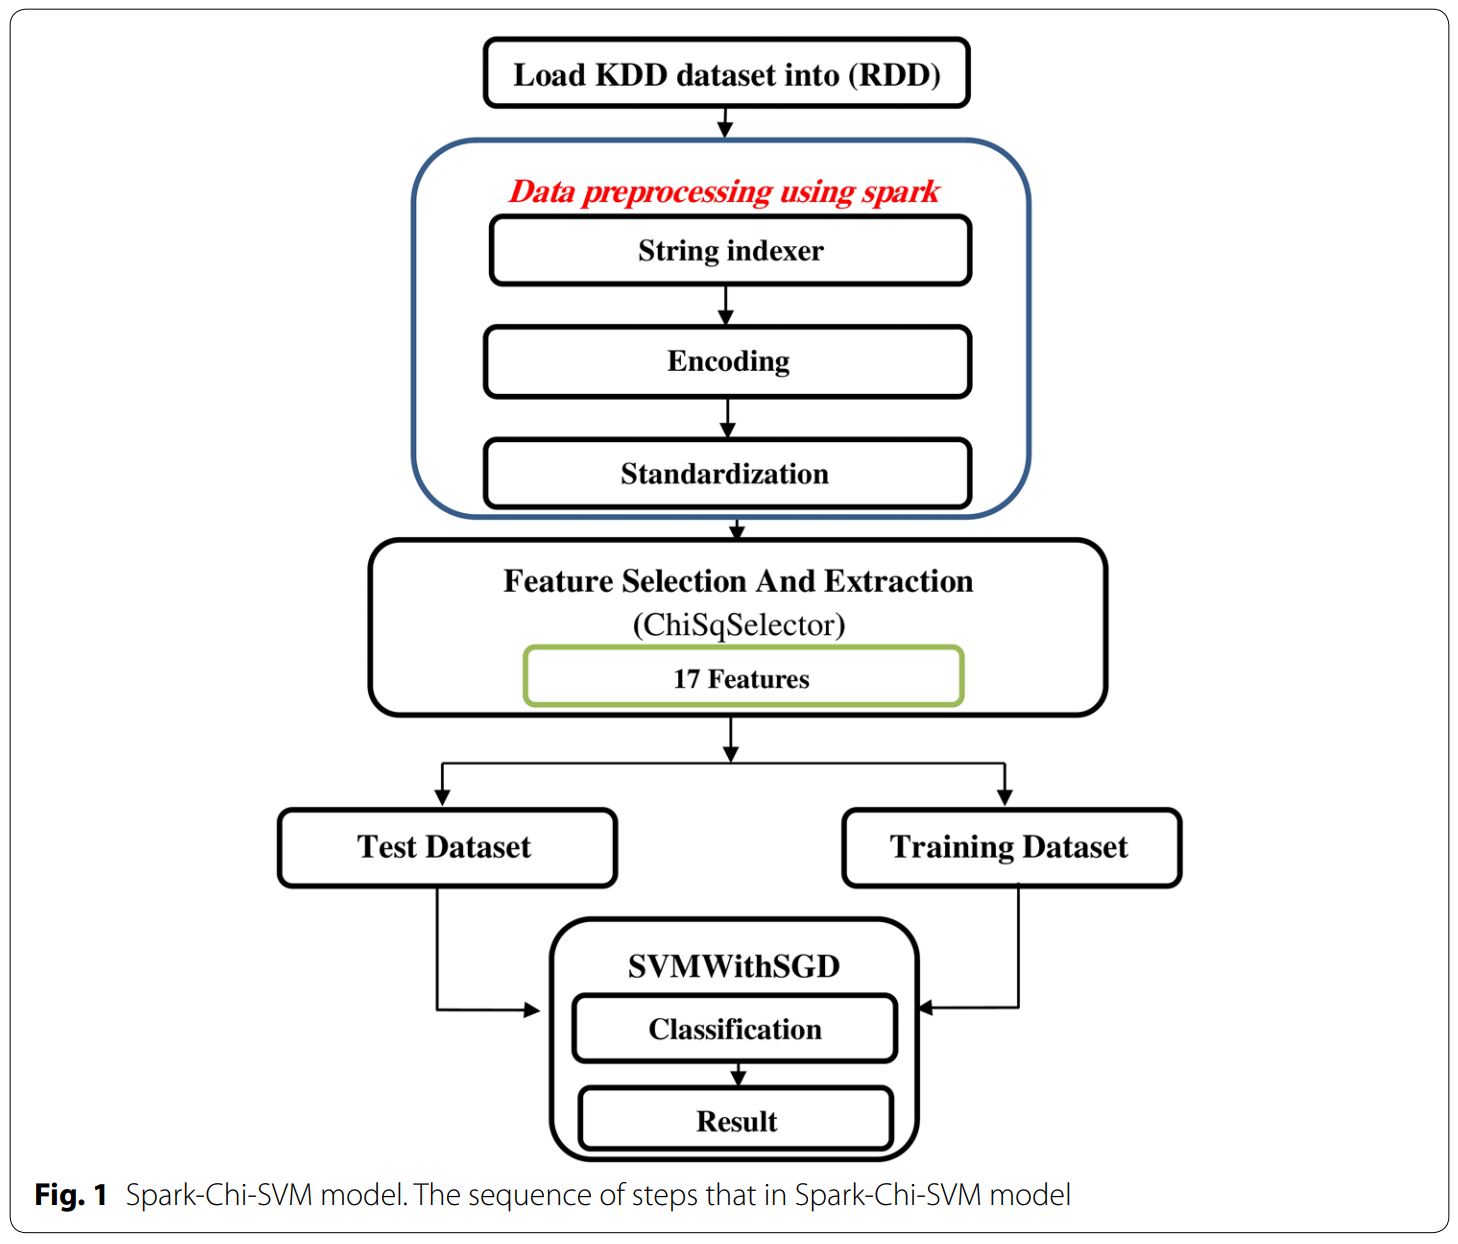 Load KDD dataset into (RDD)
Data preprocessing using spark
String indexer
Encoding
Standardization
Feature Selection And Extraction
(ChiSqSelector)
17 Features
Test Dataset
Training Dataset
SVMWithSGD
Classification
Result
Fig. 1 Spark-Chi-SVM model. The sequence of steps that in Spark-Chi-SVM model